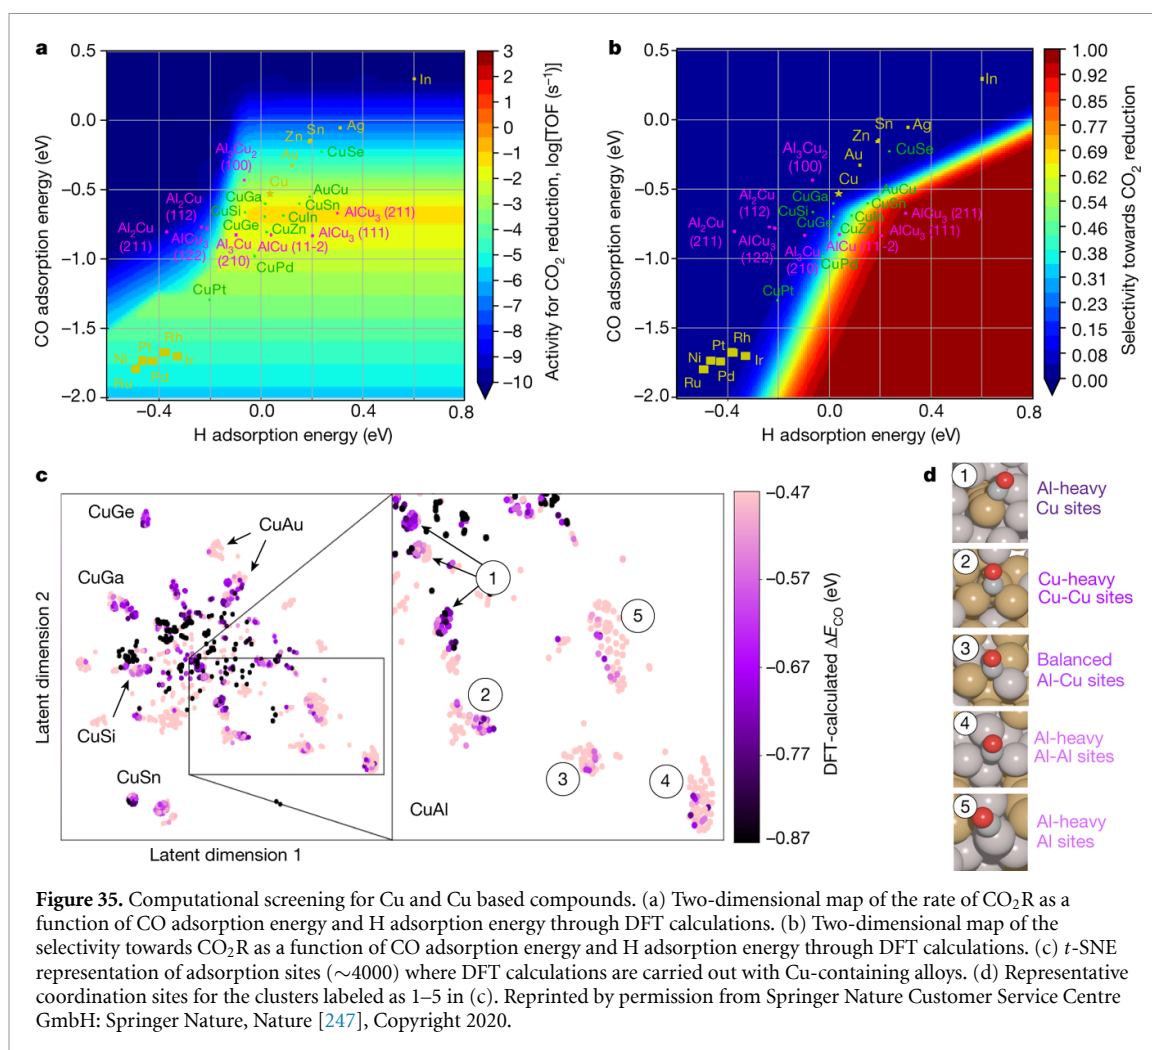 a
0.5
0.0
−0.5
−1.0
−1.5
−2.0
CO adsorption energy (eV)
−0.4
0.0
0.4
0.8
H adsorption energy (eV)
In
Ag
Sn
Zn
CuSe
Au
Al₂Cu₂
(100)
Cu
CuGa
AuCu
Al₂Cu
(112)
CuSn
CuSi
AlCu₃ (211)
CuIn
CuGe
CuZn
AlCu₃ (111)
Al₂Cu
(211)
AlCu₃
(122)
Al₃Cu
(210)
AlCu (11-2)
CuPd
CuPt
Rh
Pt
Ni
Ir
Pd
Ru
3
2
1
0
−1
−2
−3
−4
−5
−6
−7
−8
−9
−10
Activity for CO₂ reduction, log[TOF (s⁻¹)]
b
0.5
0.0
−0.5
−1.0
−1.5
−2.0
CO adsorption energy (eV)
−0.4
0.0
0.4
0.8
H adsorption energy (eV)
In
Sn
Ag
Zn
CuSe
Au
Al₃Cu₂
(100)
Cu
AuCu
CuGa
Al₂Cu
(112)
CuSn
CuSi
AlCu₃ (211)
CuIn
CuGe
CuZn
AlCu₃ (111)
Al₂Cu
(211)
AlCu₃
(122)
Al₃Cu
(210)
AlCu (11-2)
CuPd
CuPt
Rh
Pt
Ni
Ir
Pd
Ru
1.00
0.92
0.84
0.77
0.69
0.61
0.54
0.45
0.38
0.31
0.23
0.15
0.08
0.00
Selectivity towards CO₂ reduction
c
Latent dimension 2
CuGe
CuAu
CuGa
CuSi
CuSn
Latent dimension 1
1
5
2
3
4
CuAl
−0.47
−0.57
−0.67
−0.77
−0.87
DFT-calculated ΔE_CO (eV)
d
1
Al-heavy
Cu sites
2
Cu-heavy
Cu-Cu sites
3
Balanced
Al-Cu sites
4
Al-heavy
Al-Al sites
5
Al-heavy
Al sites
Figure 35. Computational screening for Cu and Cu based compounds. (a) Two-dimensional map of the rate of CO₂R as a
function of CO adsorption energy and H adsorption energy through DFT calculations. (b) Two-dimensional map of the
selectivity towards CO₂R as a function of CO adsorption energy and H adsorption energy through DFT calculations. (c) t-SNE
representation of adsorption sites (∼4000) where DFT calculations are carried out with Cu-containing alloys. (d) Representative
coordination sites for the clusters labeled as 1–5 in (c). Reprinted by permission from Springer Nature Customer Service Centre
GmbH: Springer Nature, Nature [247], Copyright 2020.